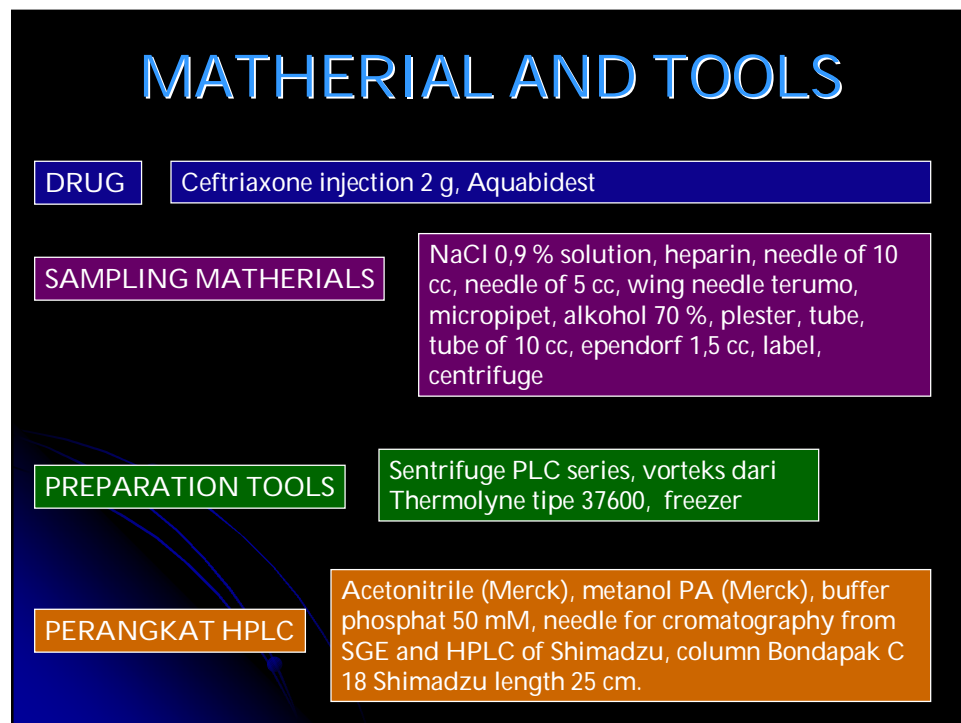 MATHERIAL AND TOOLS
DRUG
Ceftriaxone injection 2 g, Aquabidest
SAMPLING MATHERIALS
NaCl 0,9 % solution, heparin, needle of 10
cc, needle of 5 cc, wing needle terumo,
micropipet, alkohol 70 %, plester, tube,
tube of 10 cc, ependorf 1,5 cc, label,
centrifuge
PREPARATION TOOLS
Sentrifuge PLC series, vorteks dari
Thermolyne tipe 37600, freezer
PERANGKAT HPLC
Acetonitrile (Merck), metanol PA (Merck), buffer
phosphat 50 mM, needle for cromatography from
SGE and HPLC of Shimadzu, column Bondapak C
18 Shimadzu length 25 cm.